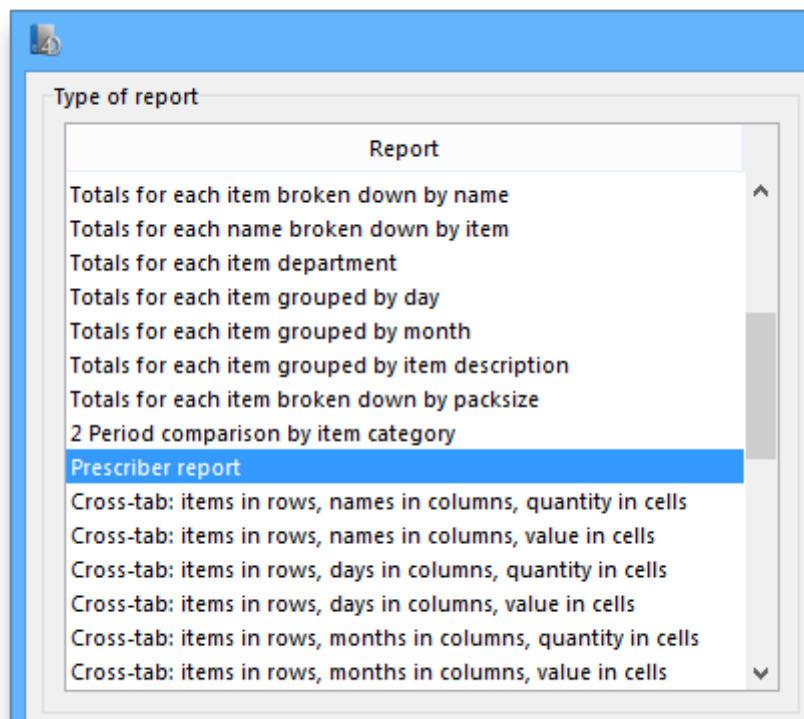 Type of report
Report
Totals for each item broken down by name
Totals for each name broken down by item
Totals for each item department
Totals for each item grouped by day
Totals for each item grouped by month
Totals for each item grouped by item description
Totals for each item broken down by packsize
2 Period comparison by item category
Prescriber report
Cross-tab: items in rows, names in columns, quantity in cells
Cross-tab: items in rows, names in columns, value in cells
Cross-tab: items in rows, days in columns, quantity in cells
Cross-tab: items in rows, days in columns, value in cells
Cross-tab: items in rows, months in columns, quantity in cells
Cross-tab: items in rows, months in columns, value in cells